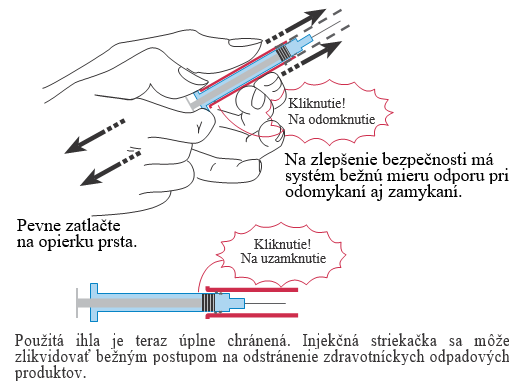 Kliknutie!
Na odomknutie
Na zlepšenie bezpečnosti má
systém bežnú mieru odporu pri
odomykaní aj zamykaní.
Pevne zatlačte
na opierku prsta.
Kliknutie!
Na uzamknutie
Použitá ihla je teraz úplne chránená. Injekčná striekačka sa môže
zlikvidovať bežným postupom na odstránenie zdravotníckych odpadových
produktov.